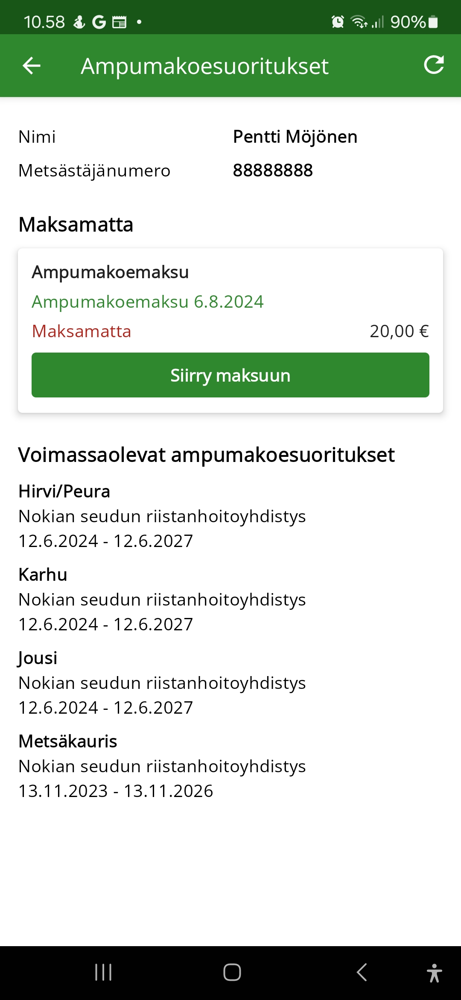 10.58
90%
Ampumakoesuoritukset
Nimi Pentti Möjönen
Metsästäjänumero 88888888
Maksamatta
Ampumakoemaksu
Ampumakoemaksu 6.8.2024
Maksamatta 20,00 €
Siirry maksuun
Voimassaolevat ampumakoesuoritukset
Hirvi/Peura
Nokian seudun riistanhoitoyhdistys
12.6.2024 - 12.6.2027
Karhu
Nokian seudun riistanhoitoyhdistys
12.6.2024 - 12.6.2027
Jousi
Nokian seudun riistanhoitoyhdistys
12.6.2024 - 12.6.2027
Metsäkauris
Nokian seudun riistanhoitoyhdistys
13.11.2023 - 13.11.2026